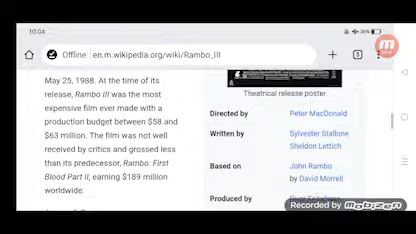 10:04
26%
Offline en.m.wikipedia.org/wiki/Rambo_III
5
May 25, 1988. At the time of its
release, Rambo III was the most
expensive film ever made with a
production budget between $58 and
$63 million. The film was not well
received by critics and grossed less
than its predecessor, Rambo: First
Blood Part II, earning $189 million
worldwide.
Theatrical release poster
Directed by Peter MacDonald
Written by Sylvester Stallone
Sheldon Lettich
Based on John Rambo
by David Morrell
Produced by
Recorded by mobizen